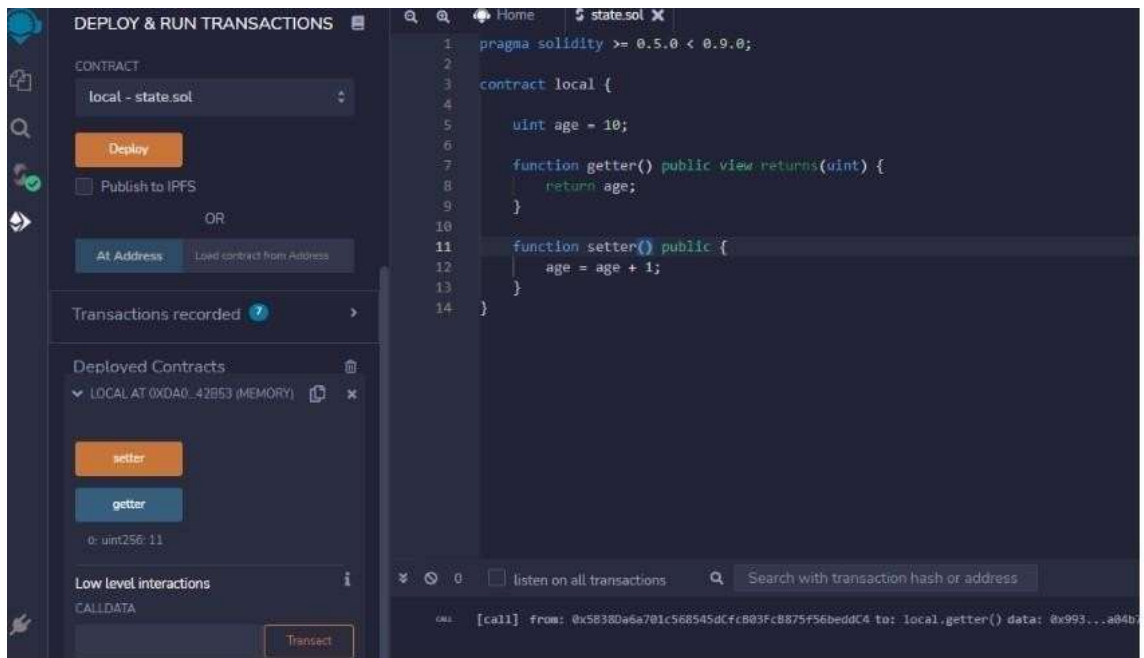 DEPLOY & RUN TRANSACTIONS
CONTRACT
local - state.sol
Deploy
Publish to IPFS
OR
At Address Load contract from Address
Transactions recorded 7
Deployed Contracts
LOCAL AT 0XDA0...42B53 (MEMORY)
setter
getter
0: uint256: 11
Low level interactions
CALLDATA
Transact
Home state.sol
1 pragma solidity >= 0.5.0 < 0.9.0;
2
3 contract local {
4
5 uint age = 10;
6
7 function getter() public view returns(uint) {
8 return age;
9 }
10
11 function setter() public {
12 age = age + 1;
13 }
14 }
0 listen on all transactions Search with transaction hash or address
CALL [call] from: 0x5B38Da6a701c568545dCfcB03FcB875f56beddC4 to: local.getter() data: 0x993...a04b7